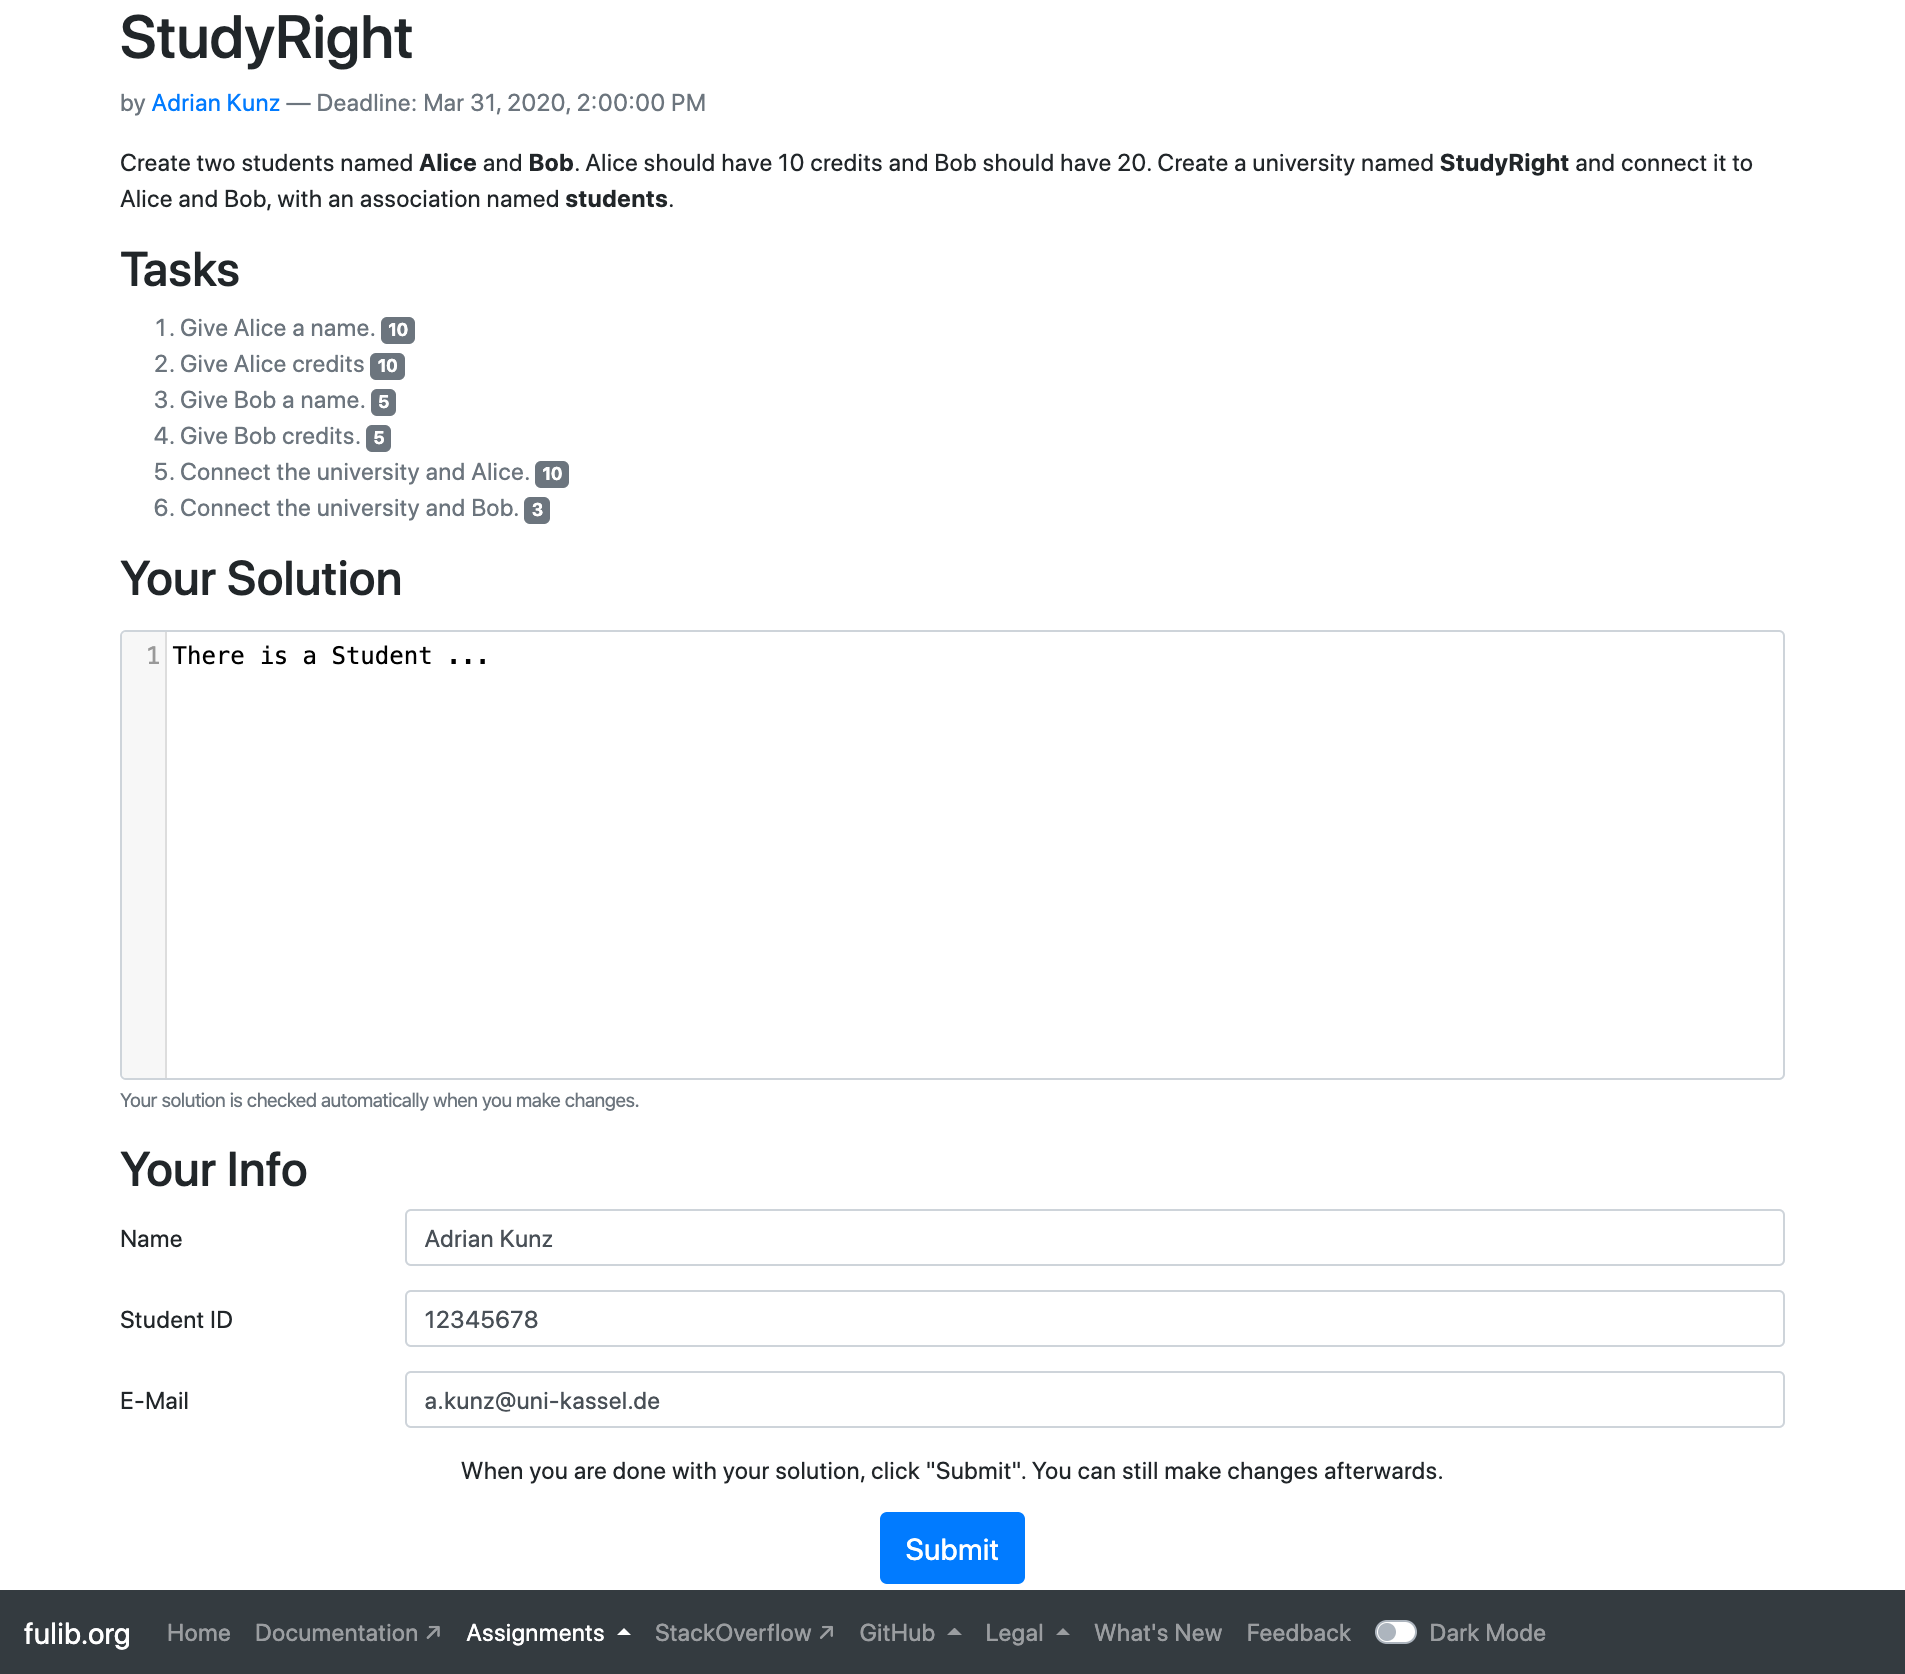 StudyRight
by Adrian Kunz — Deadline: Mar 31, 2020, 2:00:00 PM
Create two students named Alice and Bob. Alice should have 10 credits and Bob should have 20. Create a university named StudyRight and connect it to
Alice and Bob, with an association named students.
Tasks
1. Give Alice a name. 10
2. Give Alice credits 10
3. Give Bob a name. 5
4. Give Bob credits. 5
5. Connect the university and Alice. 10
6. Connect the university and Bob. 3
Your Solution
1 There is a Student ...
Your solution is checked automatically when you make changes.
Your Info
Name Adrian Kunz
Student ID 12345678
E-Mail a.kunz@uni-kassel.de
When you are done with your solution, click "Submit". You can still make changes afterwards.
Submit
fulib.org Home Documentation ↗ Assignments StackOverflow ↗ GitHub Legal What's New Feedback Dark Mode